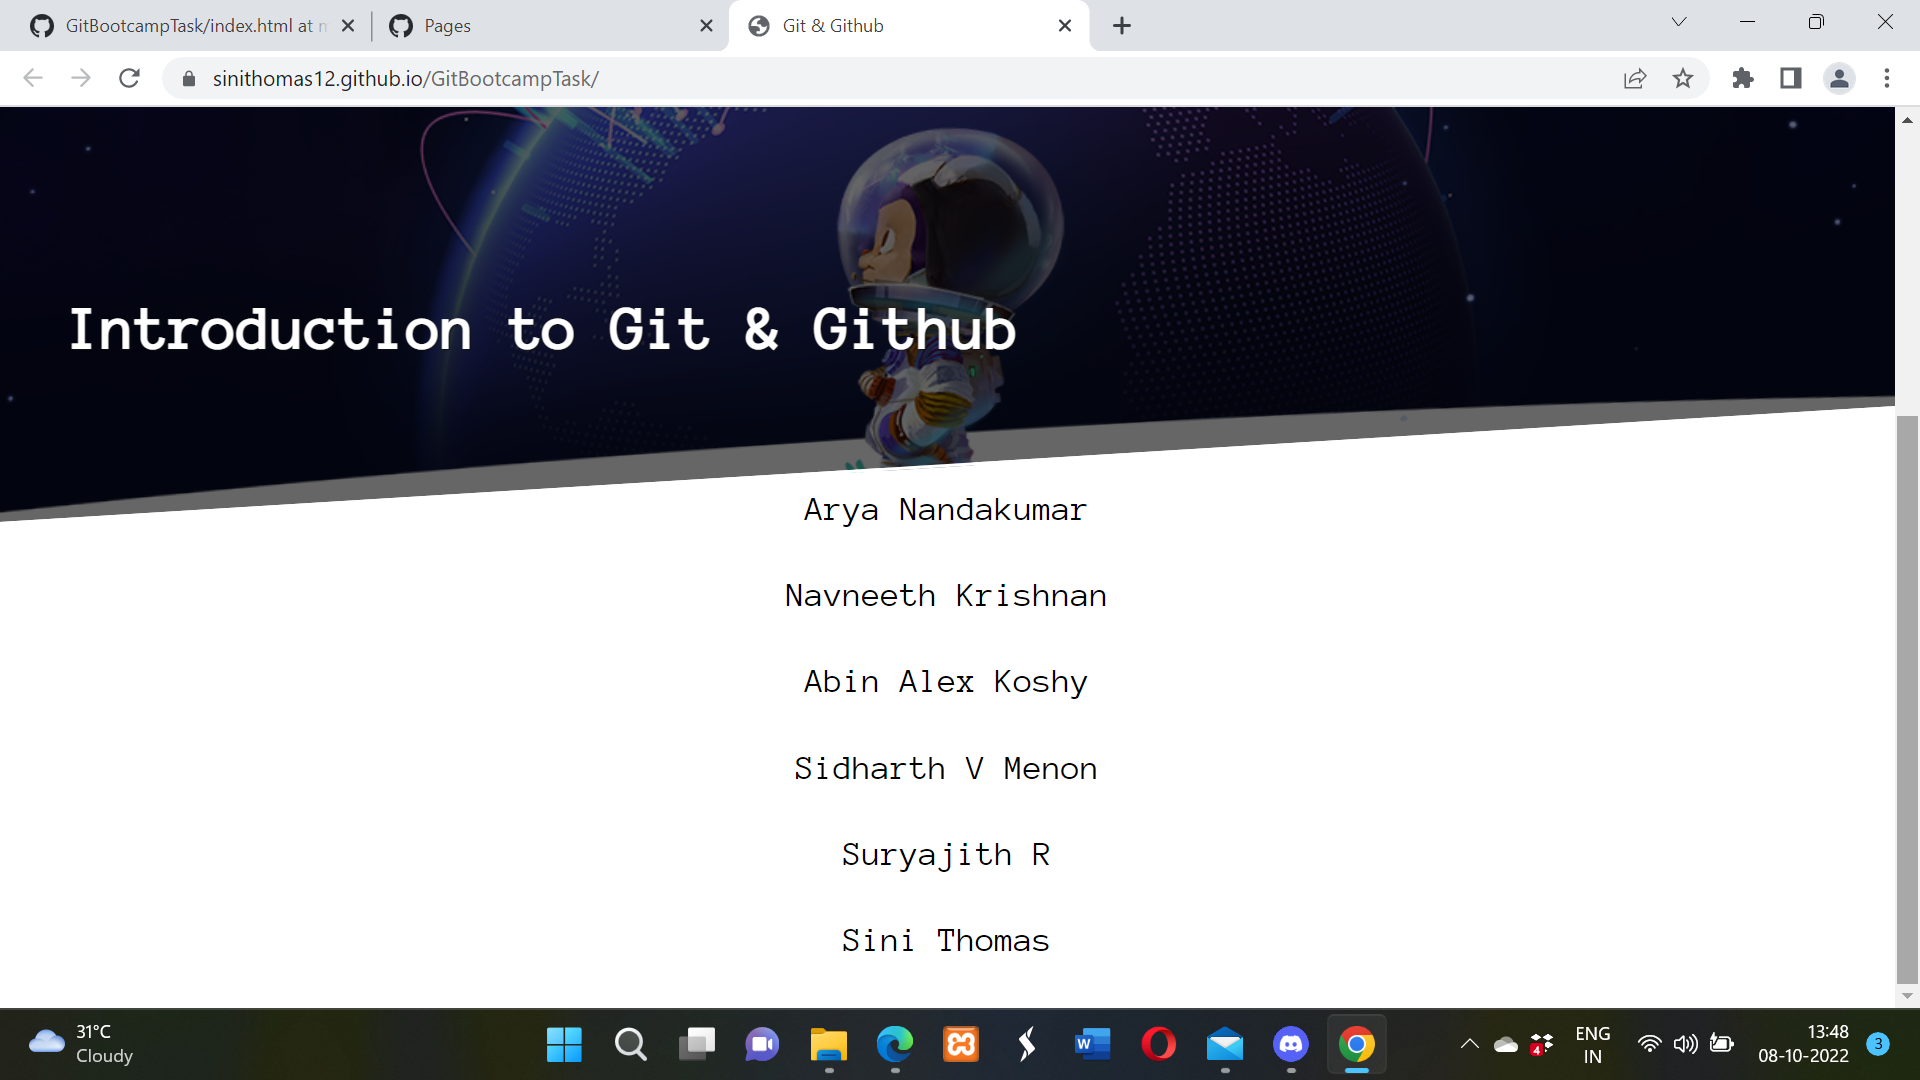 GitBootcampTask/index.html at
Pages
Git & Github
sinithomas12.github.io/GitBootcampTask/
Introduction to Git & Github
Arya Nandakumar
Navneeth Krishnan
Abin Alex Koshy
Sidharth V Menon
Suryajith R
Sini Thomas
31°C
Cloudy
W
4
ENG
IN
13:48
08-10-2022
3